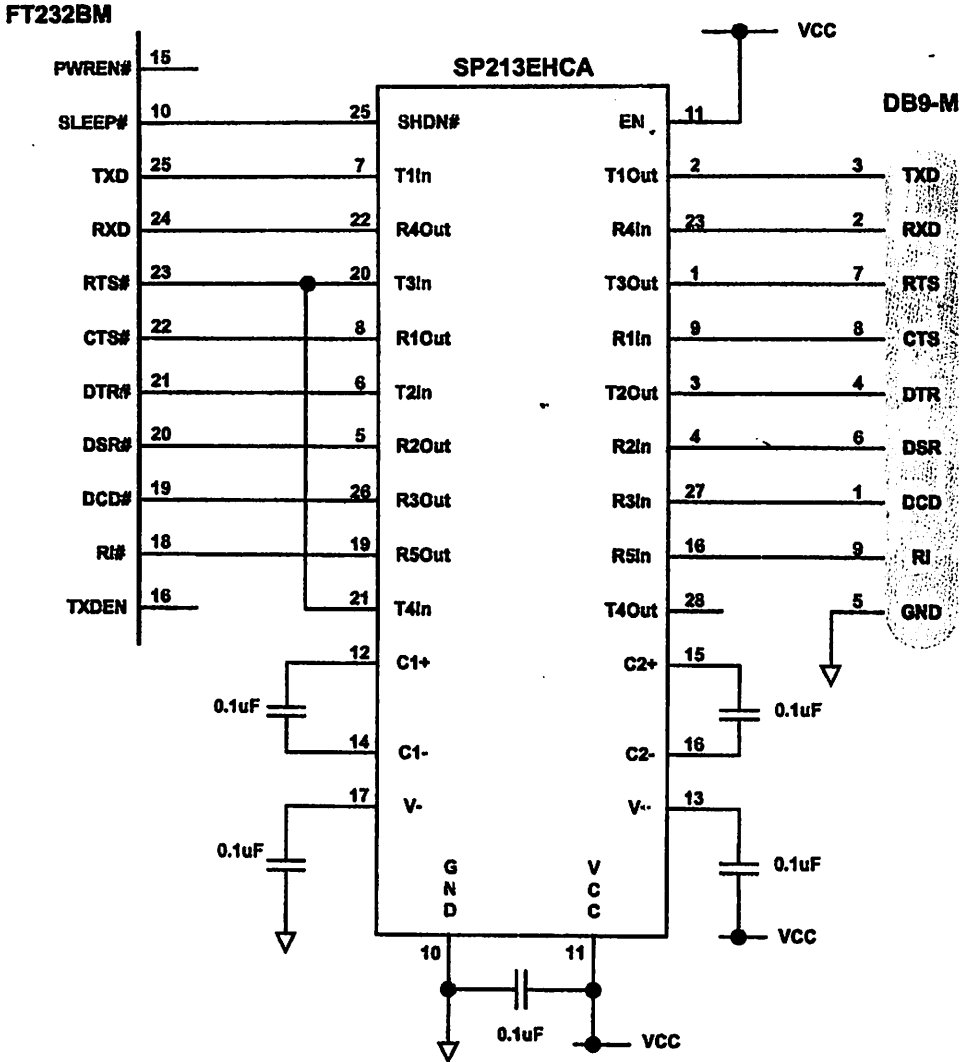 FT232BM
VCC
SP213EHCA
DB9-M
PWREN# 15
SLEEP# 10 25 SHDN# EN 11
TXD 25 7 T1In T1Out 2 3 TXD
RXD 24 22 R4Out R4In 23 2 RXD
RTS# 23 20 T3In T3Out 1 7 RTS
CTS# 22 8 R1Out R1In 9 8 CTS
DTR# 21 6 T2In T2Out 3 4 DTR
DSR# 20 5 R2Out R2In 4 6 DSR
DCD# 19 26 R3Out R3In 27 1 DCD
RI# 18 19 R5Out R5In 16 9 RI
TXDEN 16 21 T4In T4Out 28 5 GND
12 C1+ C2+ 15
0.1uF 0.1uF
14 C1- C2- 16
17 V- V+ 13
0.1uF 0.1uF
GND VCC
VCC
10 11
0.1uF VCC